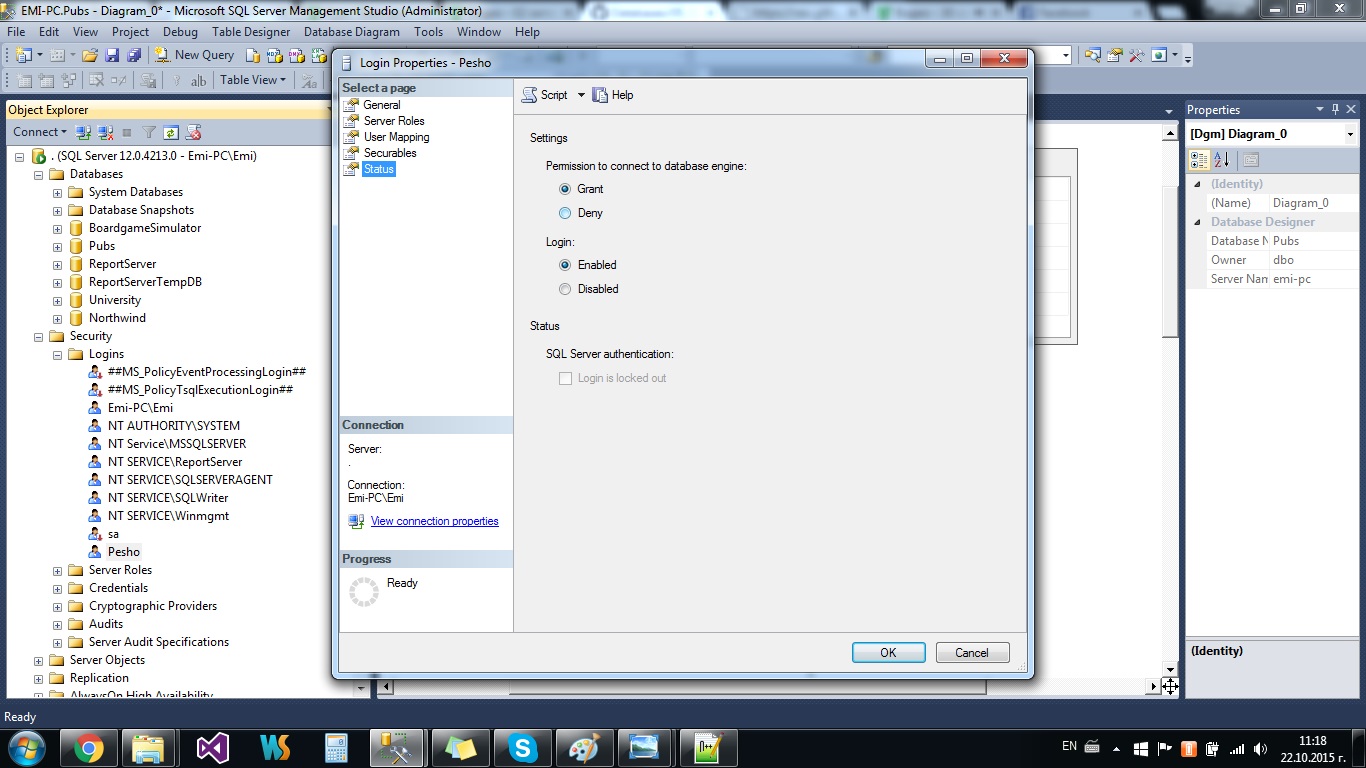 EMI-PC.Pubs - Diagram_0* - Microsoft SQL Server Management Studio (Administrator)
File Edit View Project Debug Table Designer Database Diagram Tools Window Help
New Query
Table View
Object Explorer
Connect
. (SQL Server 12.0.4213.0 - Emi-PC\Emi)
Databases
System Databases
Database Snapshots
BoardgameSimulator
Pubs
ReportServer
ReportServerTempDB
University
Northwind
Security
Logins
##MS_PolicyEventProcessingLogin##
##MS_PolicyTsqlExecutionLogin##
Emi-PC\Emi
NT AUTHORITY\SYSTEM
NT Service\MSSQLSERVER
NT SERVICE\ReportServer
NT SERVICE\SQLSERVERAGENT
NT SERVICE\SQLWriter
NT SERVICE\Winmgmt
sa
Pesho
Server Roles
Credentials
Cryptographic Providers
Audits
Server Audit Specifications
Server Objects
Replication
AlwaysOn High Availability
Login Properties - Pesho
Select a page
General
Server Roles
User Mapping
Securables
Status
Connection
Server:
.
Connection:
Emi-PC\Emi
View connection properties
Progress
Ready
Script Help
Settings
Permission to connect to database engine:
Grant
Deny
Login:
Enabled
Disabled
Status
SQL Server authentication:
Login is locked out
OK Cancel
Properties
[Dgm] Diagram_0
(Identity)
(Name) Diagram_0
Database Designer
Database N Pubs
Owner dbo
Server Nam emi-pc
(Identity)
Ready
EN
11:18
22.10.2015 г.